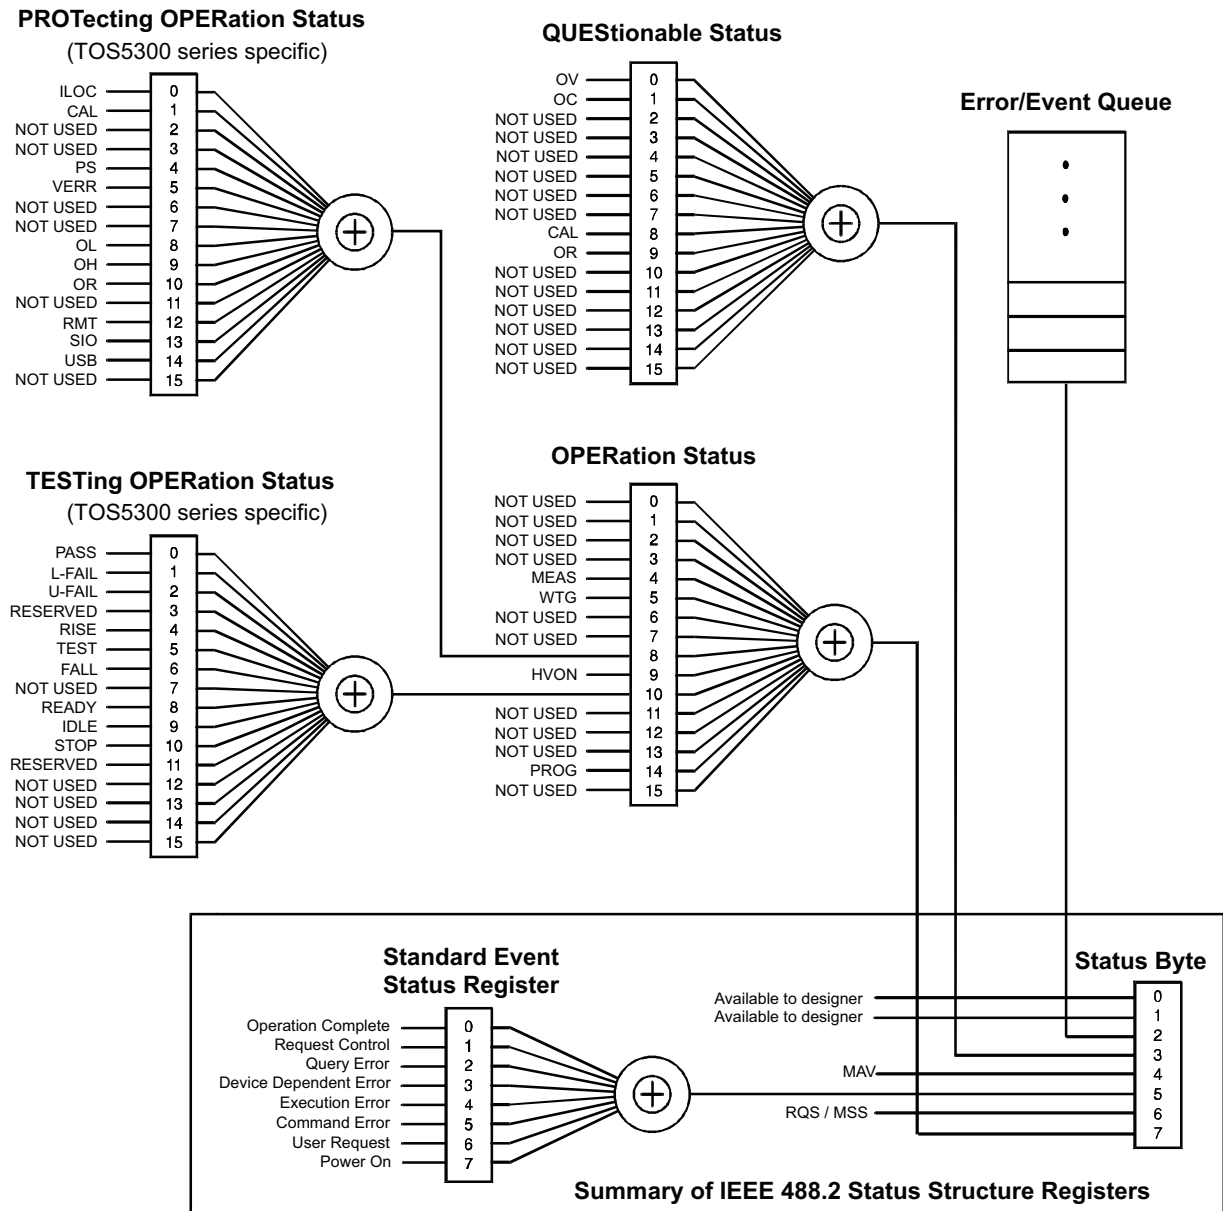 PROTecting OPERation Status
(TOS5300 series specific)
ILOC 0
CAL 1
NOT USED 2
NOT USED 3
PS 4
VERR 5
NOT USED 6
NOT USED 7
OL 8
OH 9
OR 10
NOT USED 11
RMT 12
SIO 13
USB 14
NOT USED 15
QUEStionable Status
OV 0
OC 1
NOT USED 2
NOT USED 3
NOT USED 4
NOT USED 5
NOT USED 6
NOT USED 7
CAL 8
OR 9
NOT USED 10
NOT USED 11
NOT USED 12
NOT USED 13
NOT USED 14
NOT USED 15
Error/Event Queue
TESTing OPERation Status
(TOS5300 series specific)
PASS 0
L-FAIL 1
U-FAIL 2
RESERVED 3
RISE 4
TEST 5
FALL 6
NOT USED 7
READY 8
IDLE 9
STOP 10
RESERVED 11
NOT USED 12
NOT USED 13
NOT USED 14
NOT USED 15
OPERation Status
NOT USED 0
NOT USED 1
NOT USED 2
NOT USED 3
MEAS 4
WTG 5
NOT USED 6
NOT USED 7
8
HVON 9
10
NOT USED 11
NOT USED 12
NOT USED 13
PROG 14
NOT USED 15
Standard Event
Status Register
Operation Complete 0
Request Control 1
Query Error 2
Device Dependent Error 3
Execution Error 4
Command Error 5
User Request 6
Power On 7
Status Byte
Available to designer 0
Available to designer 1
2
3
MAV 4
5
RQS / MSS 6
7
Summary of IEEE 488.2 Status Structure Registers